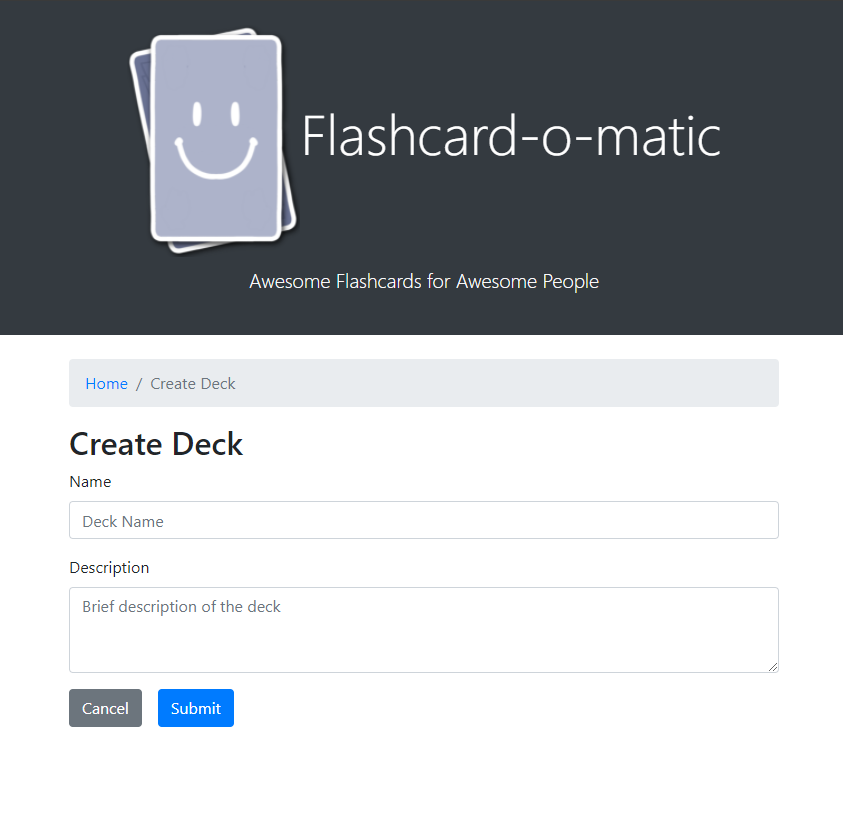 Flashcard-o-matic
Awesome Flashcards for Awesome People
Home / Create Deck
Create Deck
Name
Deck Name
Description
Brief description of the deck
Cancel Submit